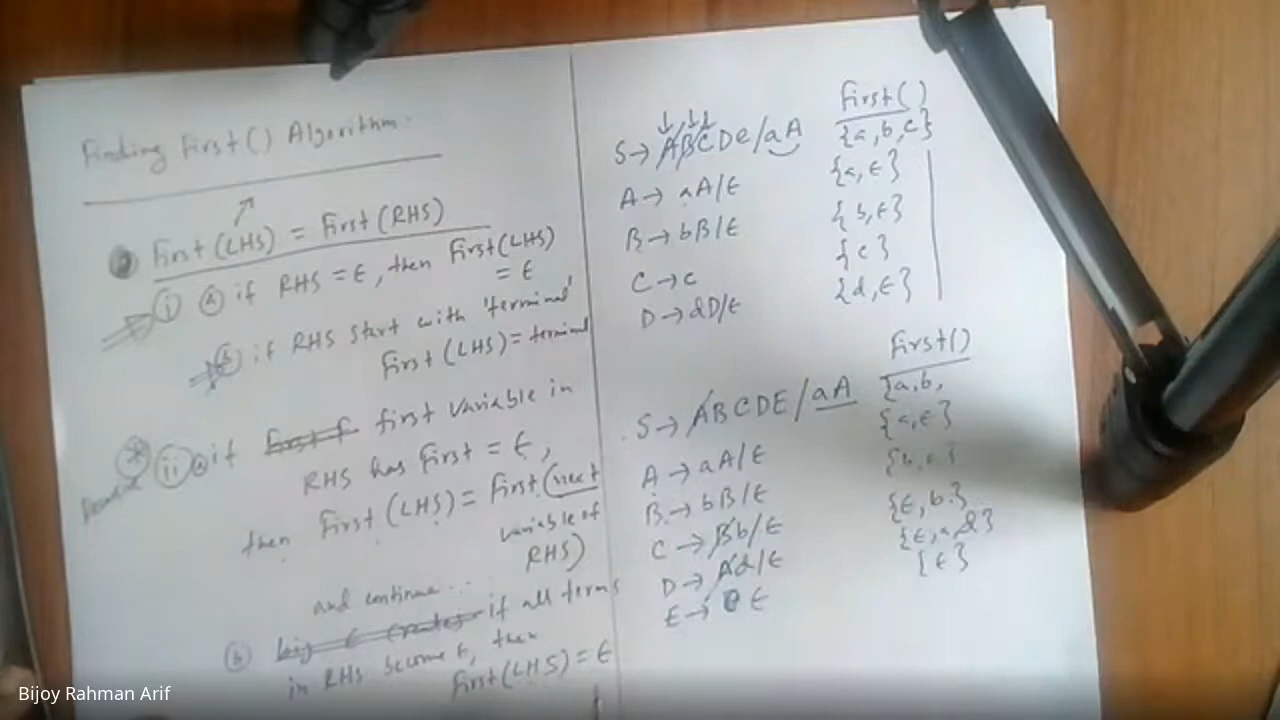 Finding First() Algorithm:
First (LHS) = First (RHS)
i a if RHS = ϵ, then First (LHS)
= ϵ
b if RHS start with 'terminal'
First (LHS) = terminal
* ii a if first variable in
RHS has First = ϵ,
then First (LHS) = First (next
variable of
RHS)
and continue...
b if all terms
in RHS become ϵ, then
First (LHS) = ϵ
First ()
S → ABCDe/aA {a,b,c}
A → aA/ϵ {a,ϵ}
B → bB/ϵ {b,ϵ}
C → c {c}
D → dD/ϵ {d,ϵ}
First ()
S → ABCDE/aA {a,b,
A → aA/ϵ {a,ϵ}
B → bB/ϵ {b,ϵ}
C → Bb/ϵ {ϵ,b}
D → Ad/ϵ {ϵ,a,d}
E → ϵ {ϵ}
Bijoy Rahman Arif